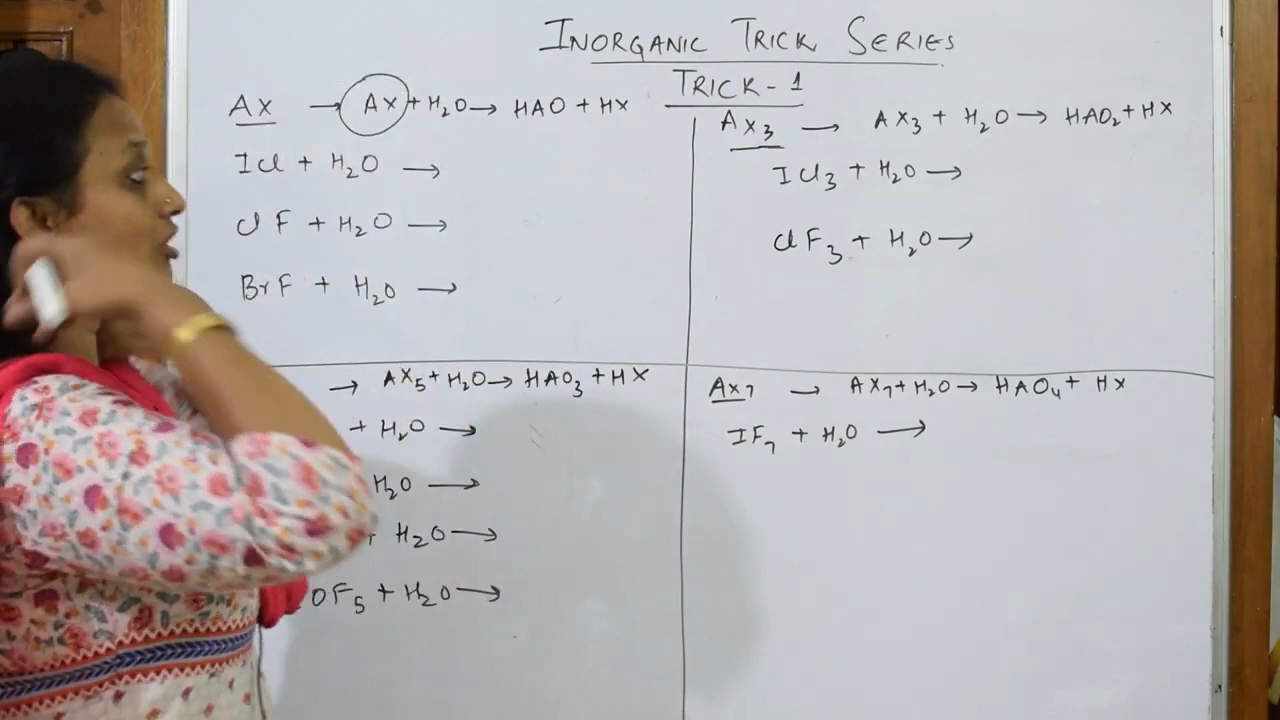 INORGANIC TRICK SERIES
TRICK-1
AX → AX + H₂O → HAO + HX
ICl + H₂O →
ClF + H₂O →
BrF + H₂O →
AX₃ → AX₃ + H₂O → HAO₂ + HX
ICl₃ + H₂O →
ClF₃ + H₂O →
→ AX₅ + H₂O → HAO₃ + HX
+ H₂O →
H₂O →
+ H₂O →
OF₅ + H₂O →
AX₇ → AX₇ + H₂O → HAO₄ + HX
IF₇ + H₂O →